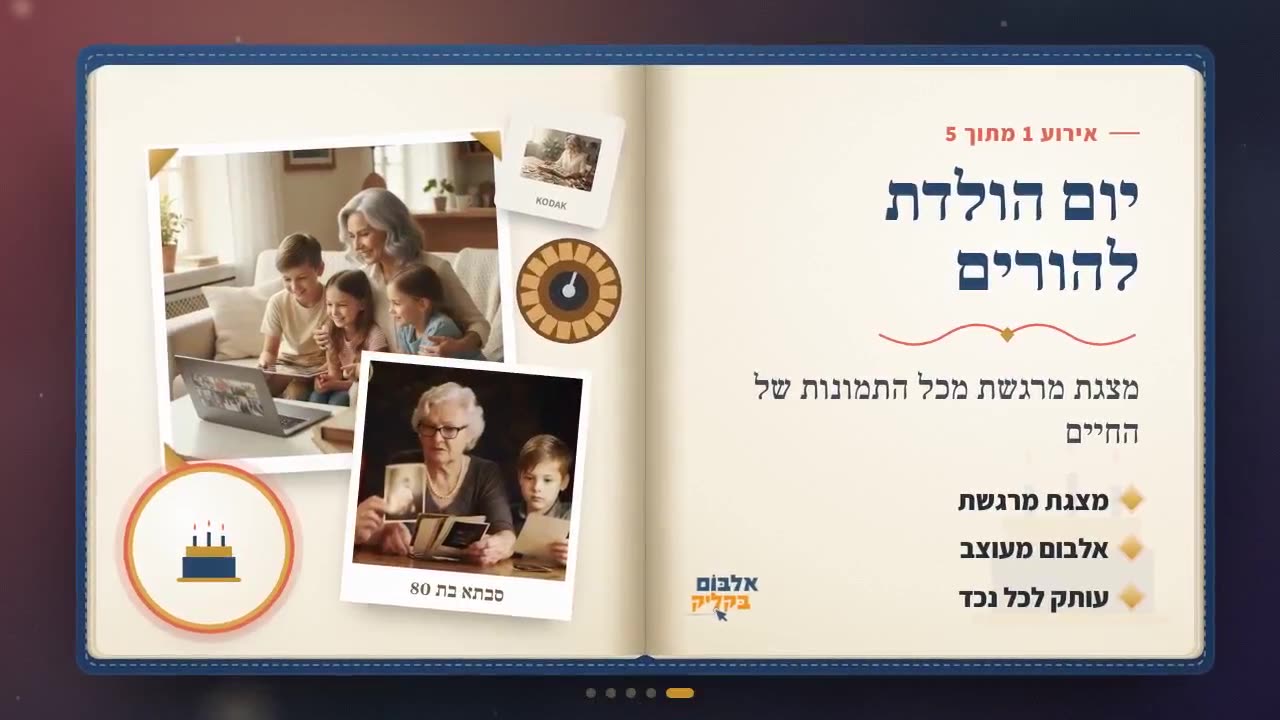 אירוע 1 מתוך 5
יום הולדת
להורים
מצגת מרגשת מכל התמונות של
החיים
מצגת מרגשת
אלבום מעוצב
עותק לכל נכד
אלבום
בקליק
KODAK
סבתא בת 80